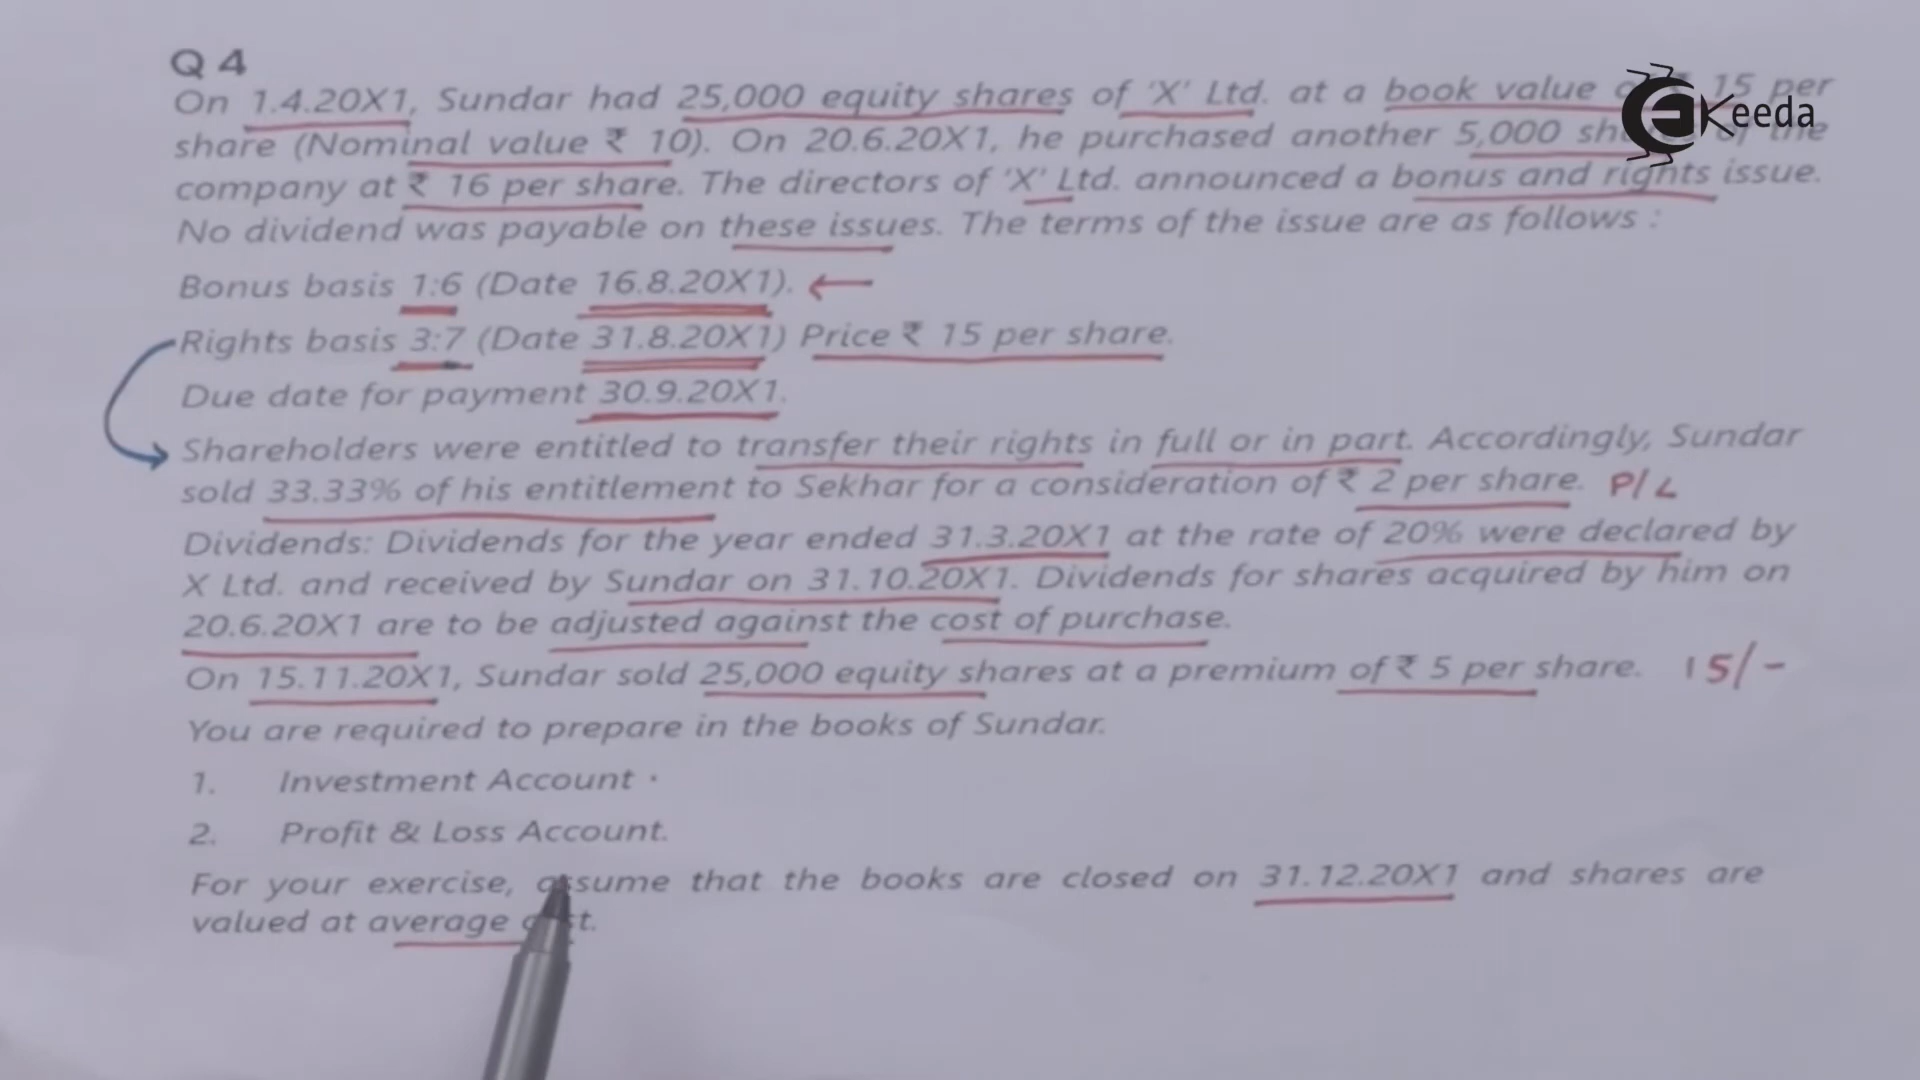 Q 4
On 1.4.20X1, Sundar had 25,000 equity shares of 'X' Ltd. at a book value of ₹ 15 per
share (Nominal value ₹ 10). On 20.6.20X1, he purchased another 5,000 shares of the
company at ₹ 16 per share. The directors of 'X' Ltd. announced a bonus and rights issue.
No dividend was payable on these issues. The terms of the issue are as follows :
Bonus basis 1:6 (Date 16.8.20X1). ←
Rights basis 3:7 (Date 31.8.20X1) Price ₹ 15 per share.
Due date for payment 30.9.20X1.
Shareholders were entitled to transfer their rights in full or in part. Accordingly, Sundar
sold 33.33% of his entitlement to Sekhar for a consideration of ₹ 2 per share. P/L
Dividends: Dividends for the year ended 31.3.20X1 at the rate of 20% were declared by
X Ltd. and received by Sundar on 31.10.20X1. Dividends for shares acquired by him on
20.6.20X1 are to be adjusted against the cost of purchase.
On 15.11.20X1, Sundar sold 25,000 equity shares at a premium of ₹ 5 per share. 15/-
You are required to prepare in the books of Sundar.
1. Investment Account
2. Profit & Loss Account.
For your exercise, assume that the books are closed on 31.12.20X1 and shares are
valued at average cost.
Keeda